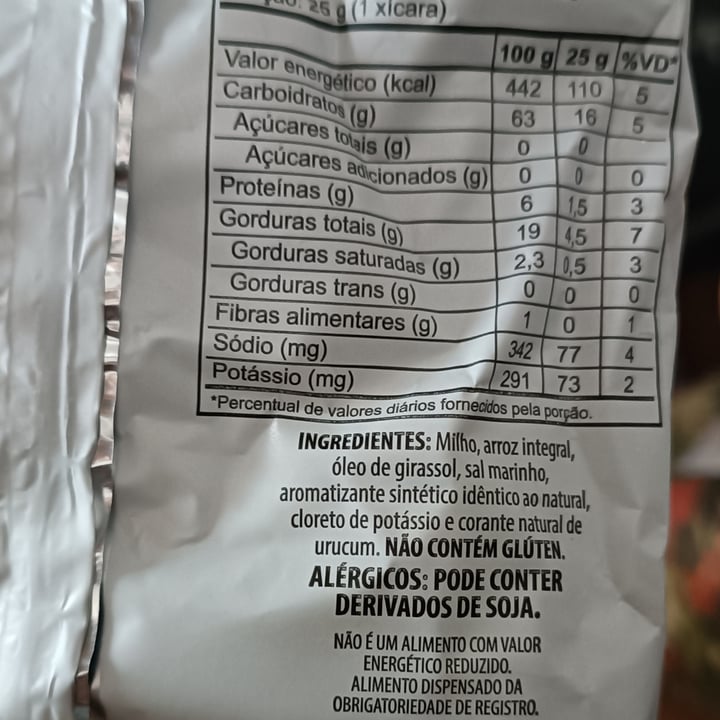 25 g (1 xícara)
100 g 25 g %VD*
Valor energético (kcal) 442 110 5
Carboidratos (g) 63 16 5
Açúcares totais (g) 0 0
Açúcares adicionados (g) 0 0 0
Proteínas (g) 6 1,5 3
Gorduras totais (g) 19 4,5 7
Gorduras saturadas (g) 2,3 0,5 3
Gorduras trans (g) 0 0 0
Fibras alimentares (g) 1 0 1
Sódio (mg) 342 77 4
Potássio (mg) 291 73 2
*Percentual de valores diários fornecidos pela porção.
INGREDIENTES: Milho, arroz integral,
óleo de girassol, sal marinho,
aromatizante sintético idêntico ao natural,
cloreto de potássio e corante natural de
urucum. NÃO CONTÉM GLÚTEN.
ALÉRGICOS: PODE CONTER
DERIVADOS DE SOJA.
NÃO É UM ALIMENTO COM VALOR
ENERGÉTICO REDUZIDO.
ALIMENTO DISPENSADO DA
OBRIGATORIEDADE DE REGISTRO.